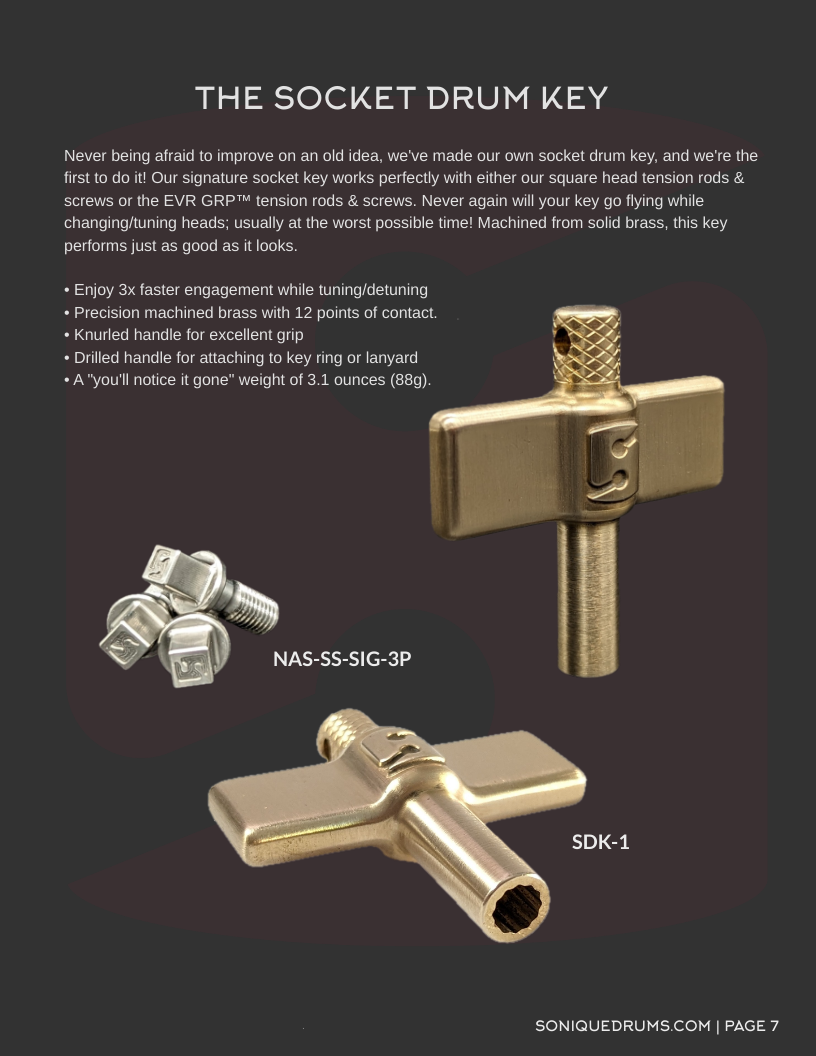 THE SOCKET DRUM KEY
Never being afraid to improve on an old idea, we've made our own socket drum key, and we're the
first to do it! Our signature socket key works perfectly with either our square head tension rods &
screws or the EVR GRP™ tension rods & screws. Never again will your key go flying while
changing/tuning heads; usually at the worst possible time! Machined from solid brass, this key
performs just as good as it looks.
• Enjoy 3x faster engagement while tuning/detuning
• Precision machined brass with 12 points of contact.
• Knurled handle for excellent grip
• Drilled handle for attaching to key ring or lanyard
• A "you'll notice it gone" weight of 3.1 ounces (88g).
NAS-SS-SIG-3P
SDK-1
SONIQUEDRUMS.COM | PAGE 7